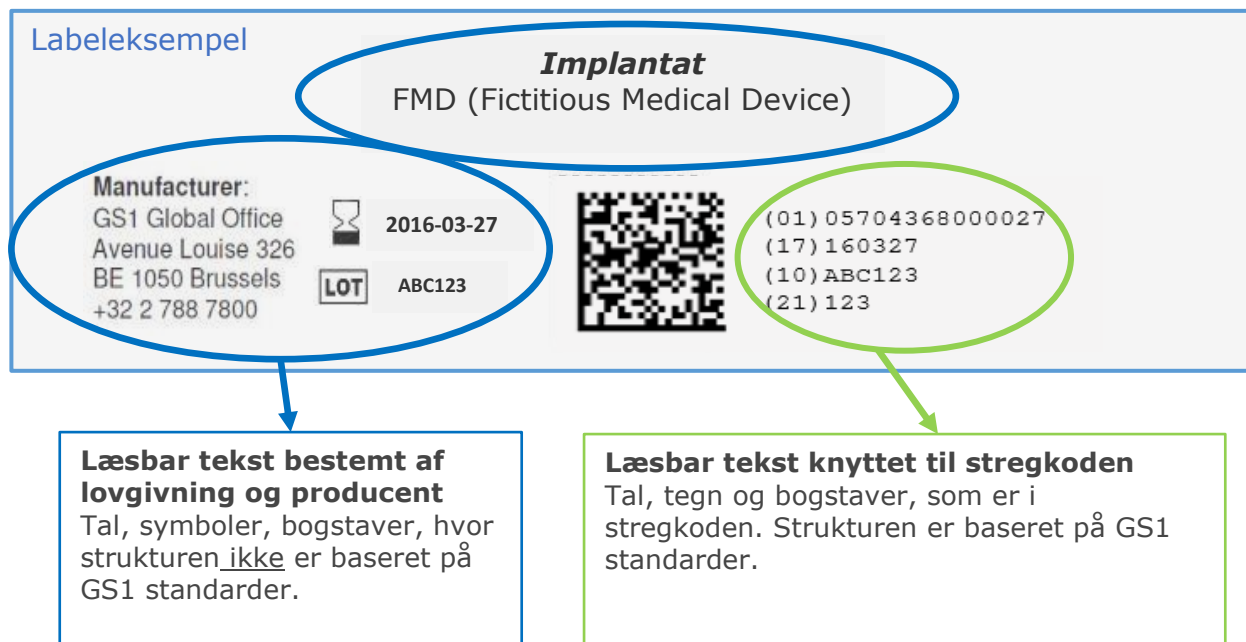 Labeleksempel
Implantat
FMD (Fictitious Medical Device)
Manufacturer:
GS1 Global Office
Avenue Louise 326
BE 1050 Brussels
+32 2 788 7800
2016-03-27
LOT
ABC123
(01)05704368000027
(17)160327
(10)ABC123
(21)123
Læsbar tekst bestemt af
lovgivning og producent
Tal, symboler, bogstaver, hvor
strukturen ikke er baseret på
GS1 standarder.
Læsbar tekst knyttet til stregkoden
Tal, tegn og bogstaver, som er i
stregkoden. Strukturen er baseret på GS1
standarder.